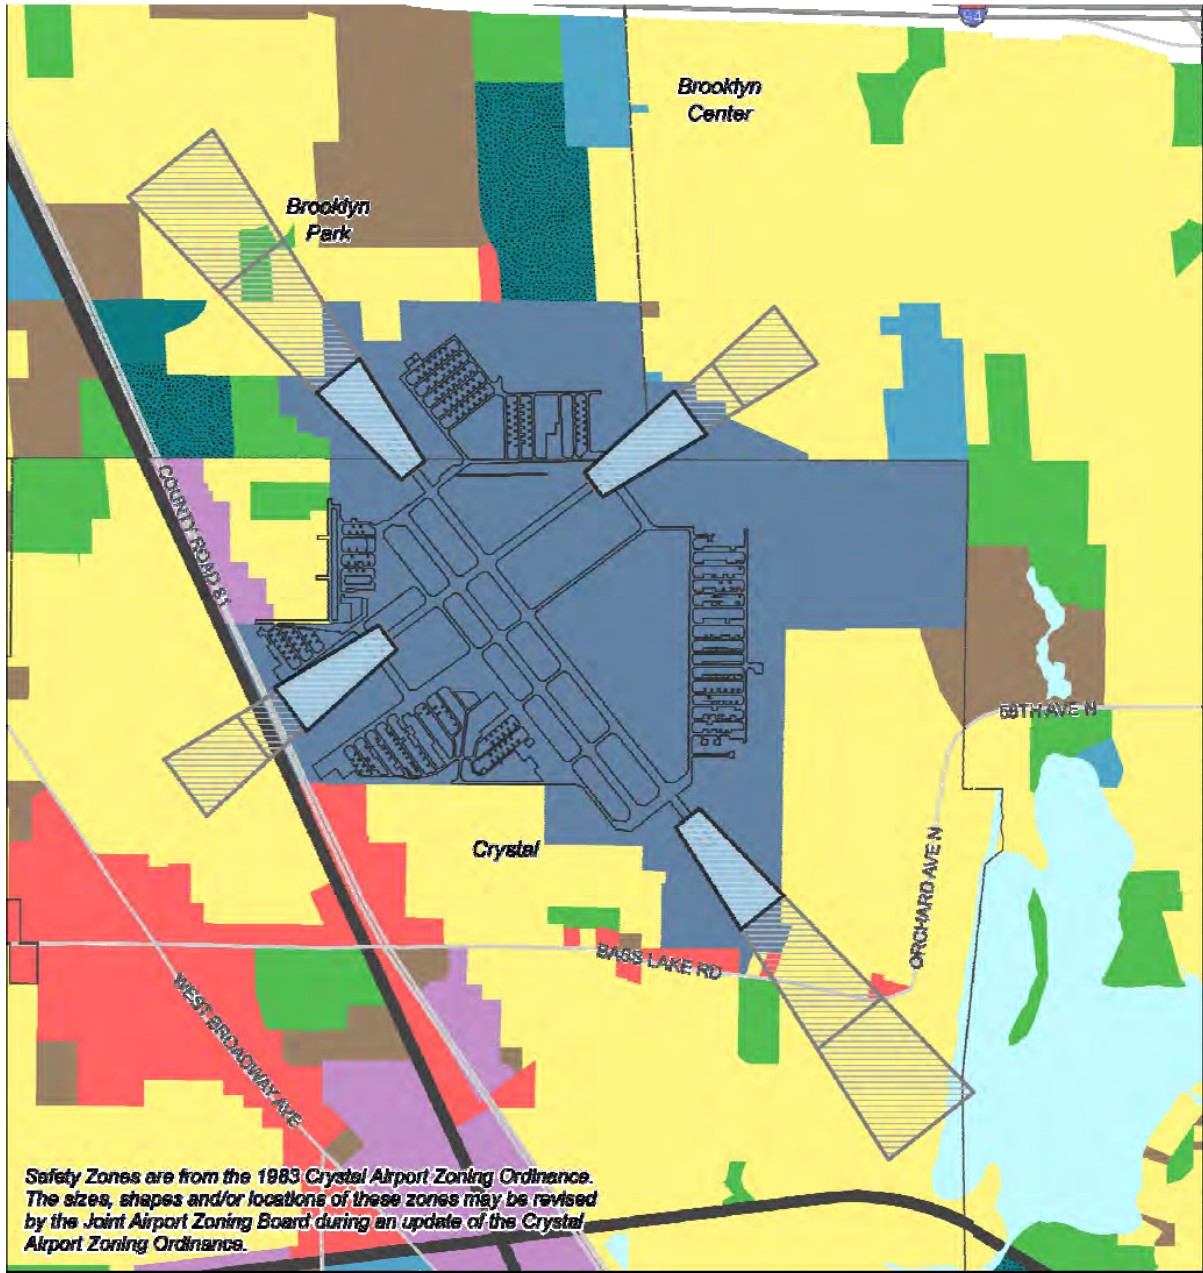 94
Brooklyn
Center
Brooklyn
Park
COUNTY ROAD 81
58TH AVE N
Crystal
ORCHARD AVE N
BASS LAKE RD
WEST BROADWAY AVE
Safety Zones are from the 1983 Crystal Airport Zoning Ordinance.
The sizes, shapes and/or locations of these zones may be revised
by the Joint Airport Zoning Board during an update of the Crystal
Airport Zoning Ordinance.